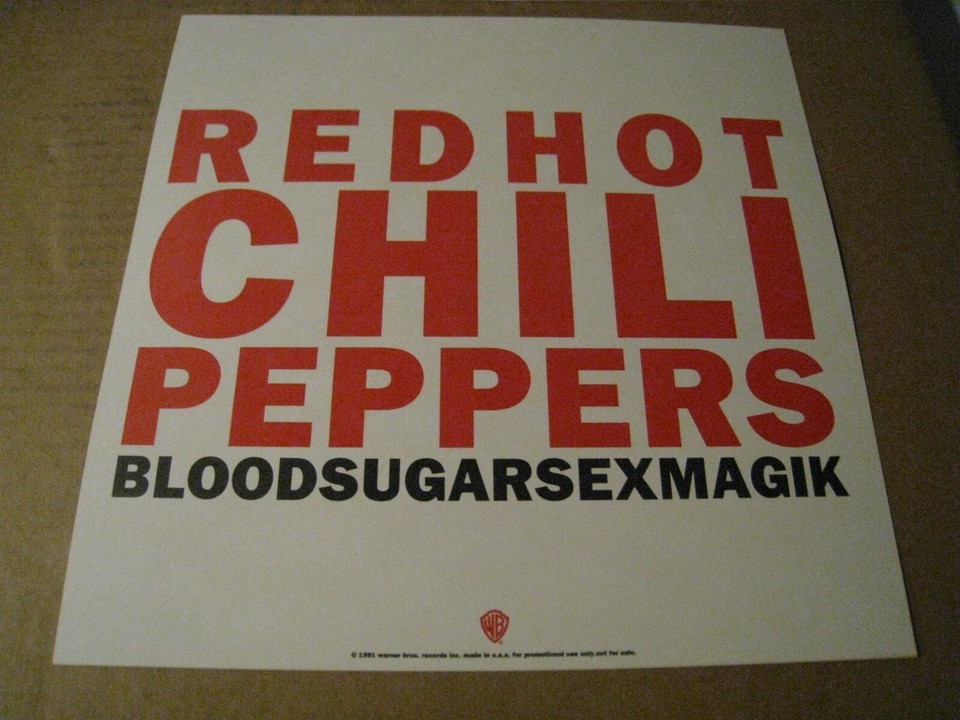 REDHOT
CHILI
PEPPERS
BLOODSUGARSEXMAGIK
WB
© 1991 warner bros. records inc. made in u.s.a. for promotional use only.not for sale.